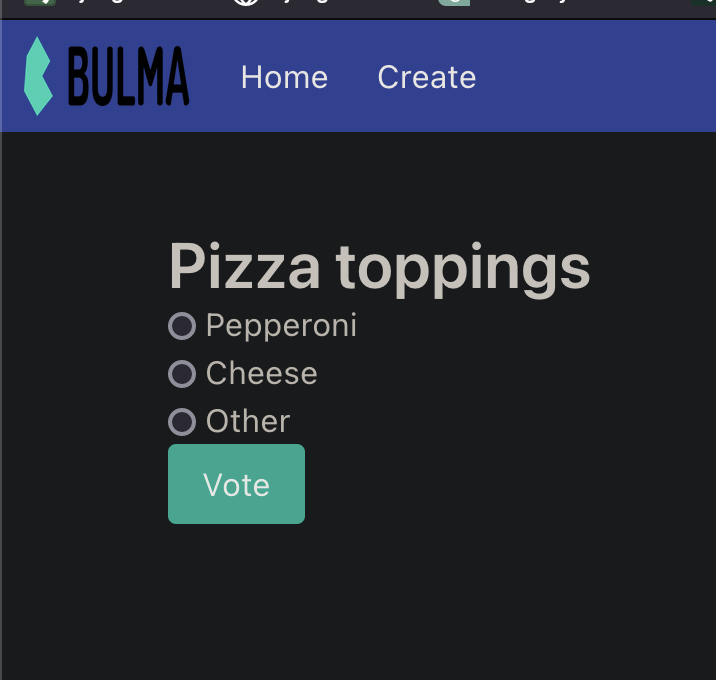 BULMA Home Create
Pizza toppings
Pepperoni
Cheese
Other
Vote